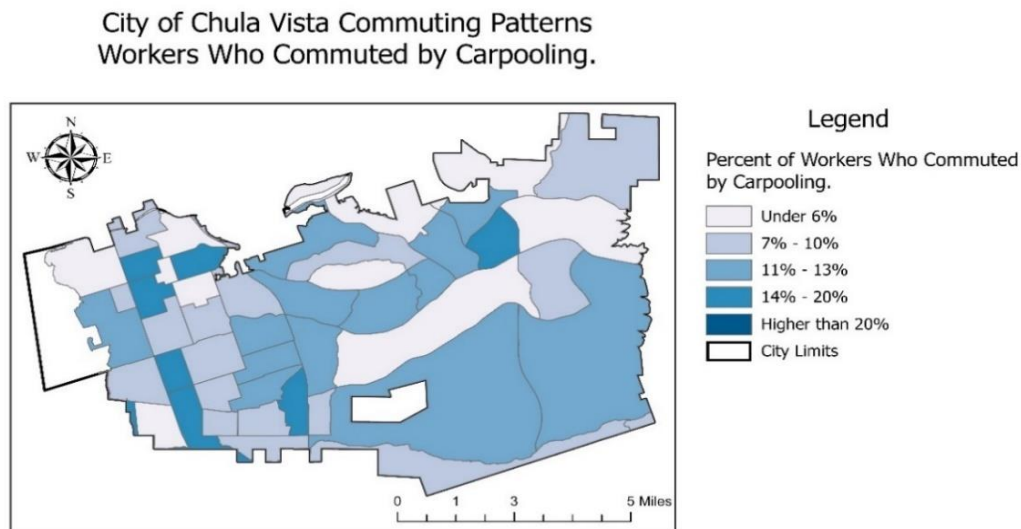 City of Chula Vista Commuting Patterns
Workers Who Commuted by Carpooling.
N
W
E
S
Legend
Percent of Workers Who Commuted
by Carpooling.
Under 6%
7% - 10%
11% - 13%
14% - 20%
Higher than 20%
City Limits
0 1 3 5 Miles